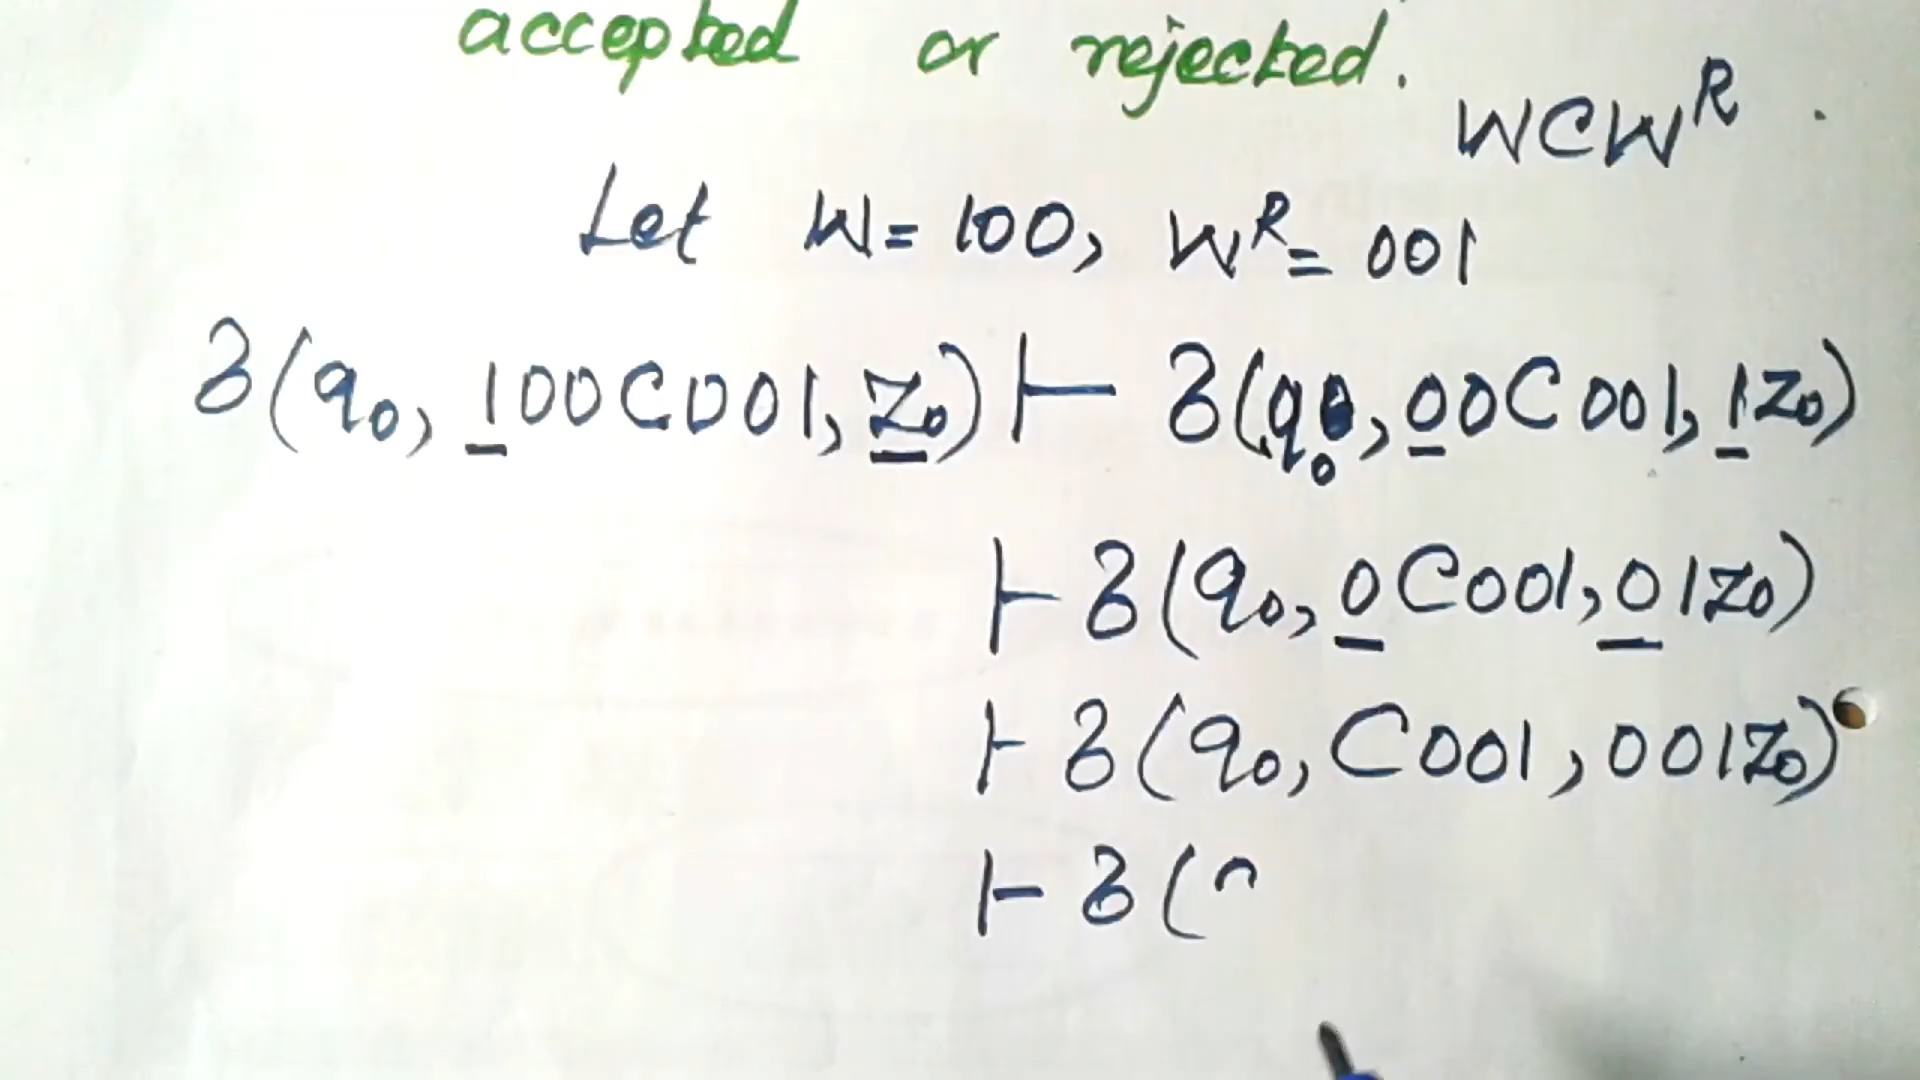 accepted or rejected.
WCW^R.
Let W = 100, W^R = 001
δ(q₀, 100C001, Z₀) ⊢ δ(q₀, 00C001, 1Z₀)
⊢ δ(q₀, 0C001, 01Z₀)
⊢ δ(q₀, C001, 001Z₀)
⊢ δ(